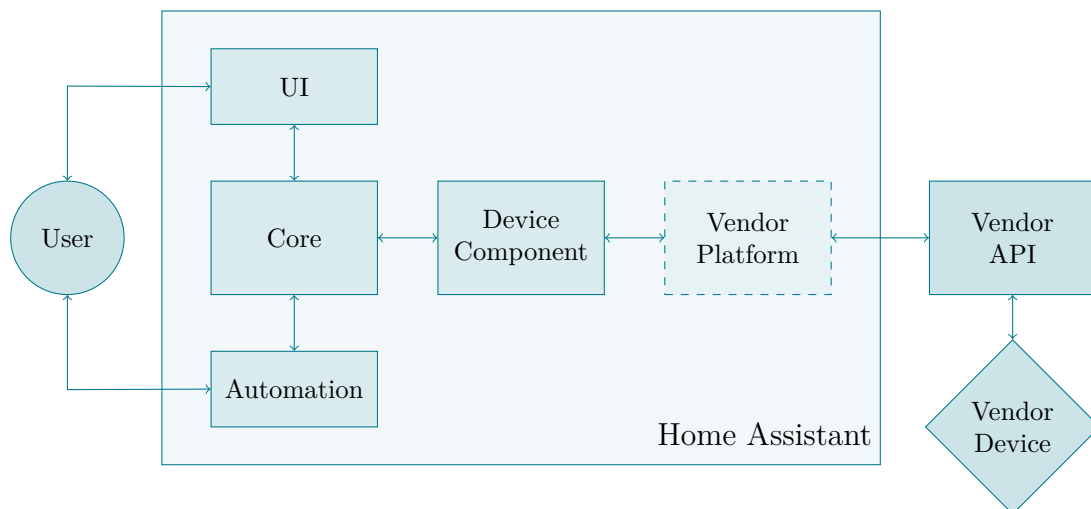 UI
User
Core
Device
Component
Vendor
Platform
Vendor
API
Automation
Home Assistant
Vendor
Device